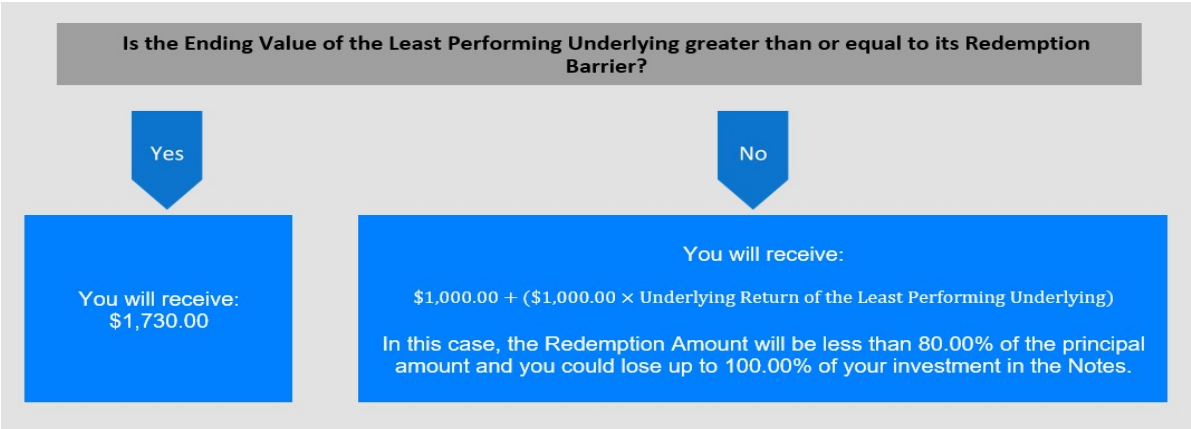 Is the Ending Value of the Least Performing Underlying greater than or equal to its Redemption
Barrier?
Yes
No
You will receive:
$1,730.00
You will receive:
$1,000.00 + ($1,000.00 × Underlying Return of the Least Performing Underlying)
In this case, the Redemption Amount will be less than 80.00% of the principal
amount and you could lose up to 100.00% of your investment in the Notes.